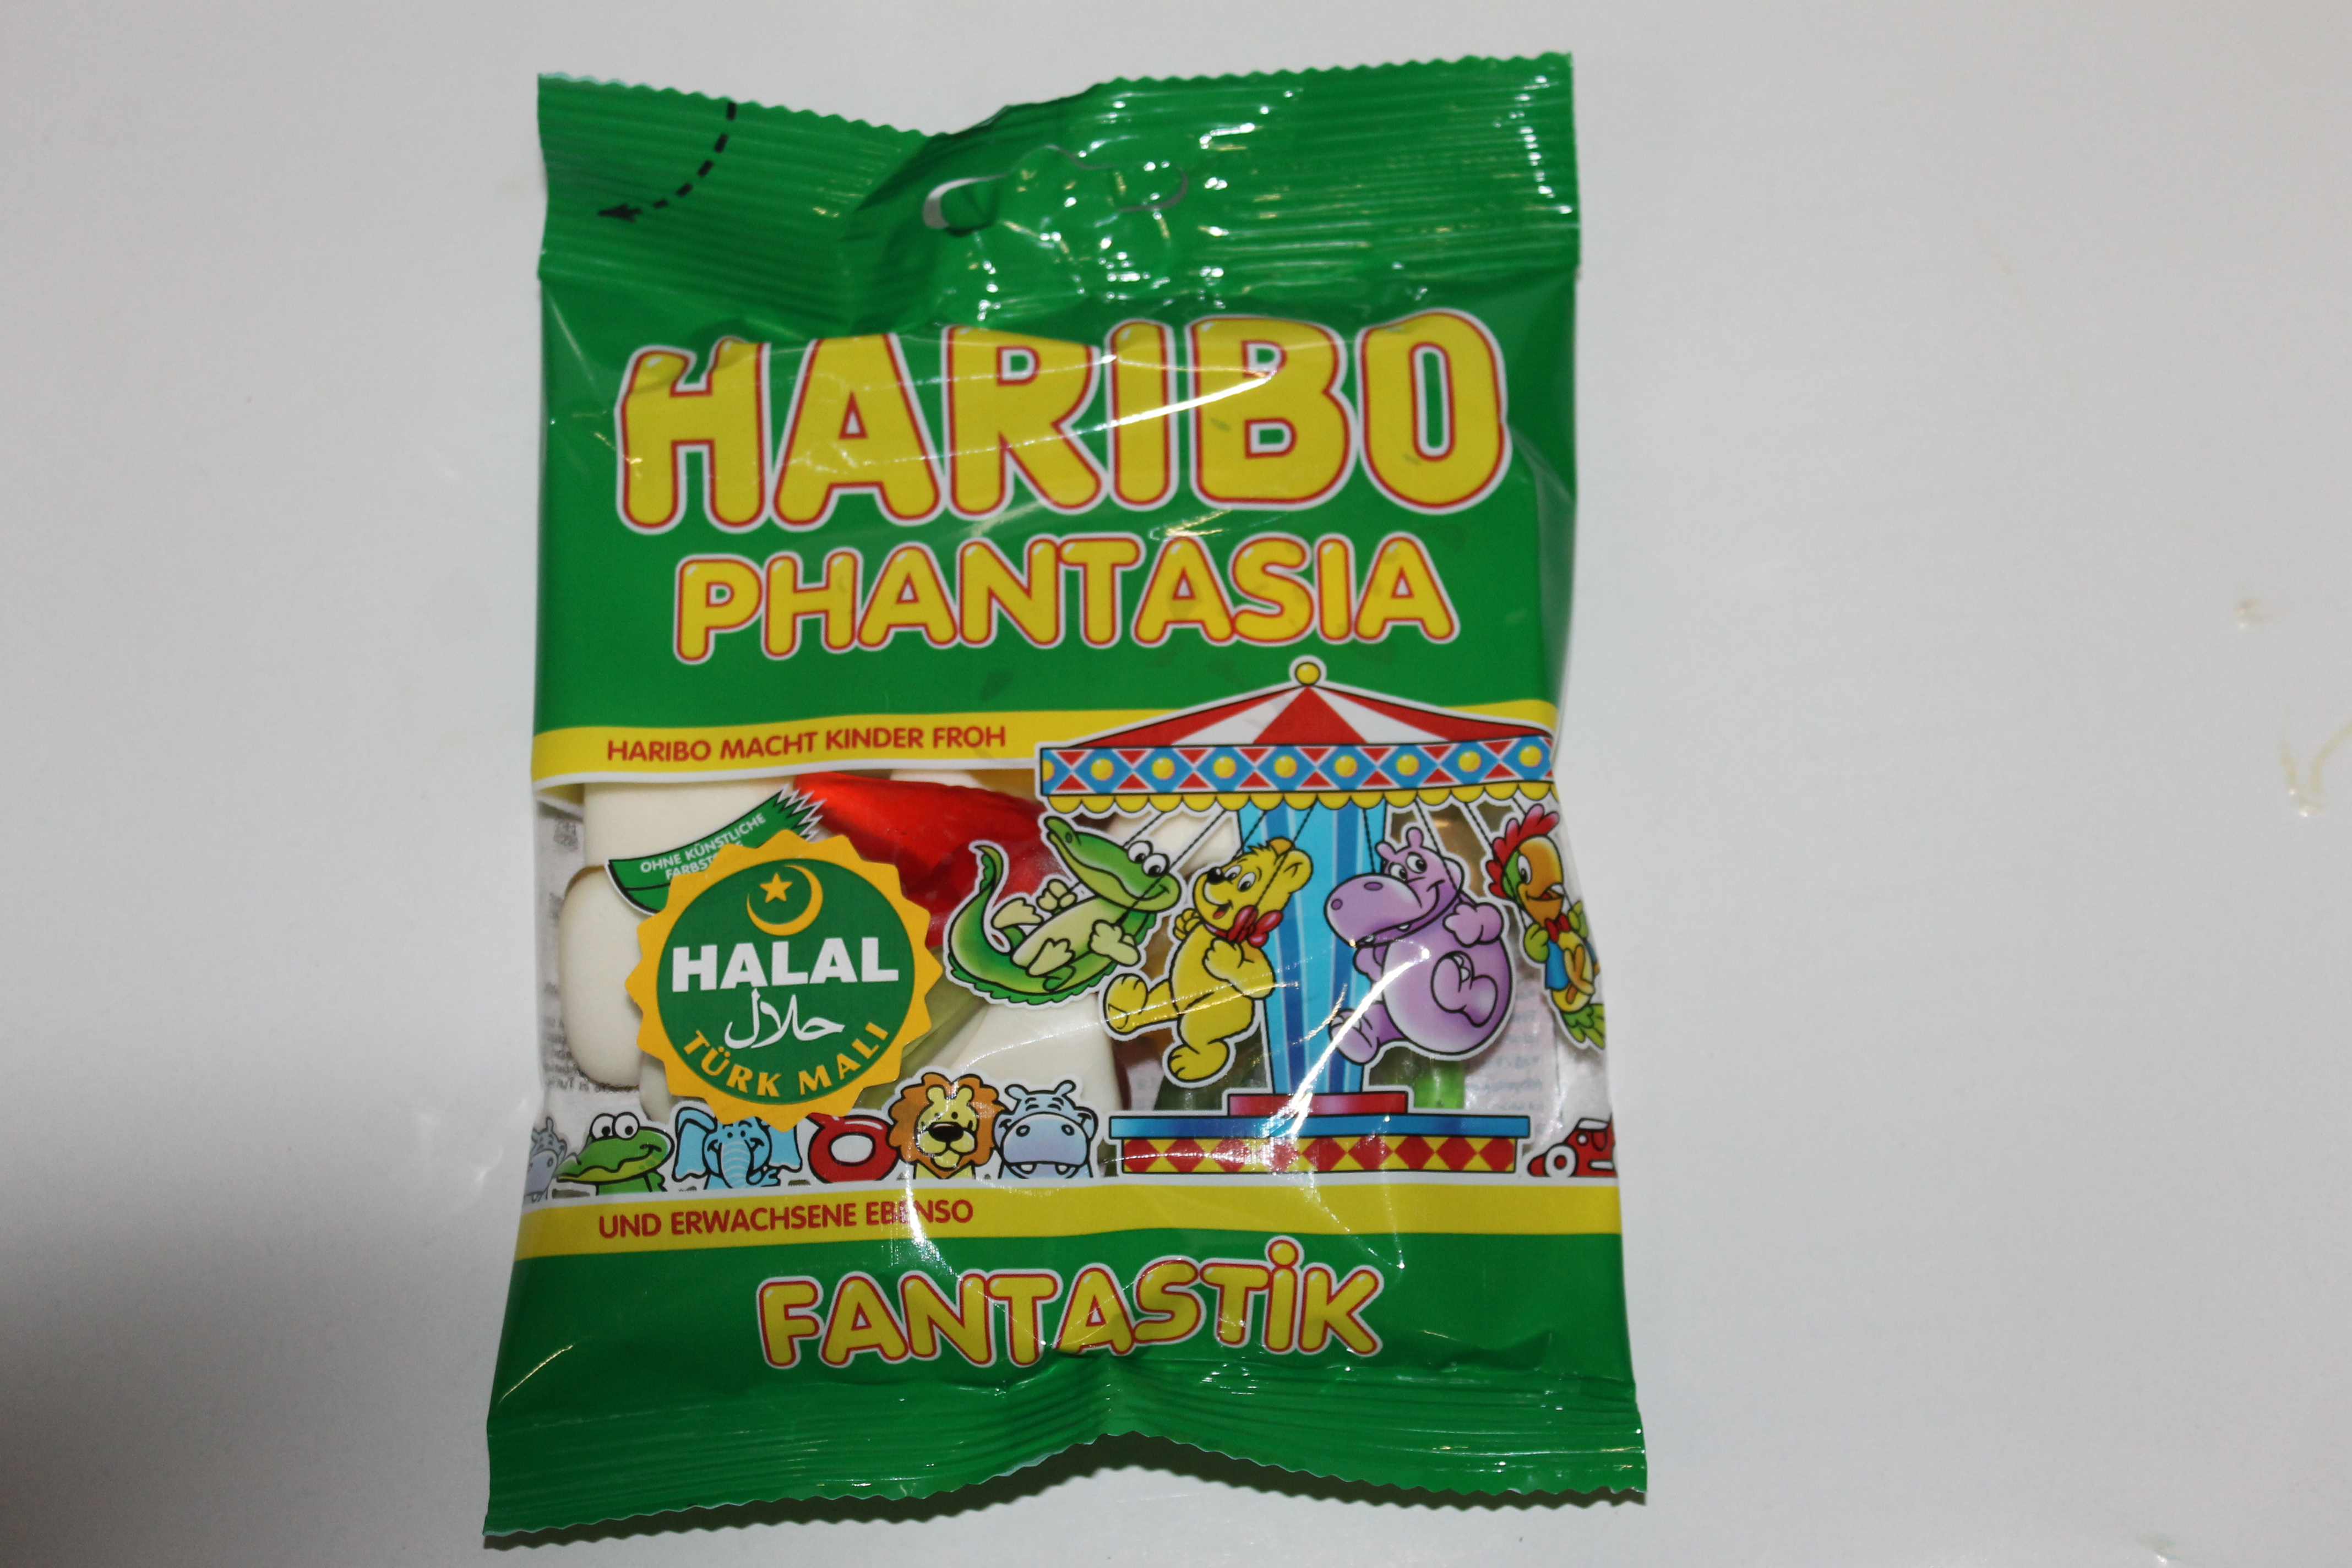 HARIBO
PHANTASIA
HARIBO MACHT KINDER FROH
OHNE KÜNSTLICHE
HALAL
حلال
TÜRK MALI
UND ERWACHSENE EBENSO
FANTASTİK